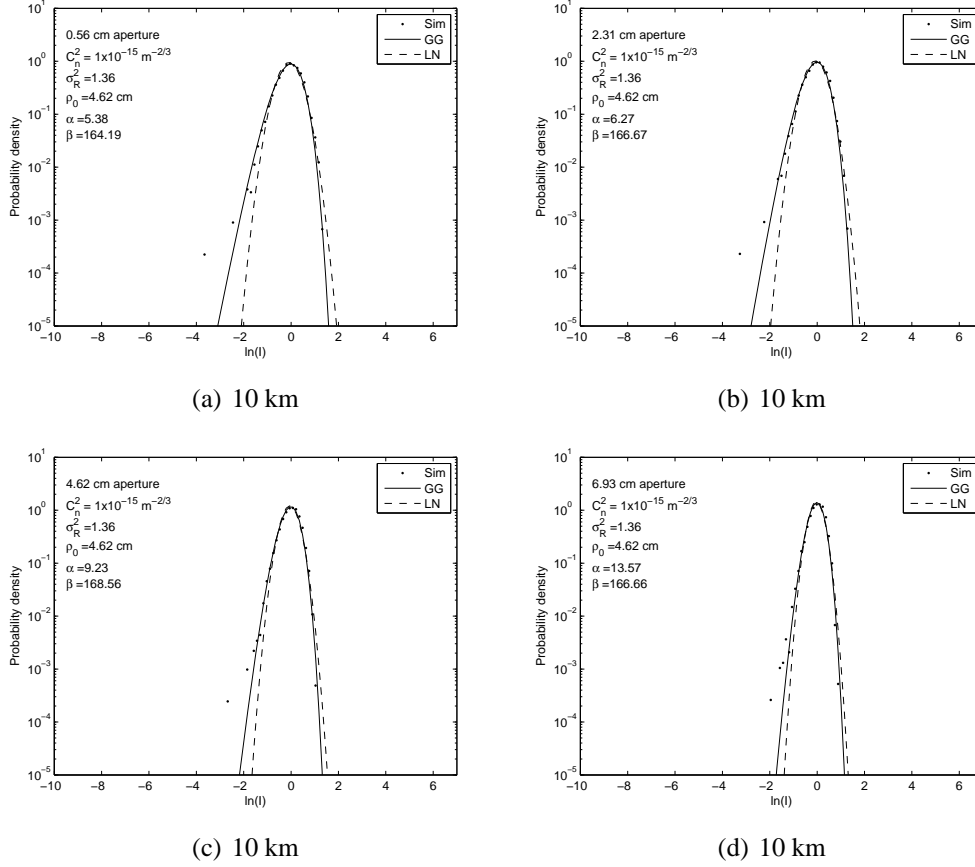 0.56 cm aperture
C_n^2 = 1x10^−15 m^−2/3
σ_R^2 =1.36
ρ_0 =4.62 cm
α =5.38
β =164.19
Sim
GG
LN
Probability density
10^1
10^0
10^−1
10^−2
10^−3
10^−4
10^−5
−10 −8 −6 −4 −2 0 2 4 6
ln(I)
(a) 10 km
2.31 cm aperture
C_n^2 = 1x10^−15 m^−2/3
σ_R^2 =1.36
ρ_0 =4.62 cm
α =6.27
β =166.67
Sim
GG
LN
Probability density
10^1
10^0
10^−1
10^−2
10^−3
10^−4
10^−5
−10 −8 −6 −4 −2 0 2 4 6
ln(I)
(b) 10 km
4.62 cm aperture
C_n^2 = 1x10^−15 m^−2/3
σ_R^2 =1.36
ρ_0 =4.62 cm
α =9.23
β =168.56
Sim
GG
LN
Probability density
10^1
10^0
10^−1
10^−2
10^−3
10^−4
10^−5
−10 −8 −6 −4 −2 0 2 4 6
ln(I)
(c) 10 km
6.93 cm aperture
C_n^2 = 1x10^−15 m^−2/3
σ_R^2 =1.36
ρ_0 =4.62 cm
α =13.57
β =166.66
Sim
GG
LN
Probability density
10^1
10^0
10^−1
10^−2
10^−3
10^−4
10^−5
−10 −8 −6 −4 −2 0 2 4 6
ln(I)
(d) 10 km